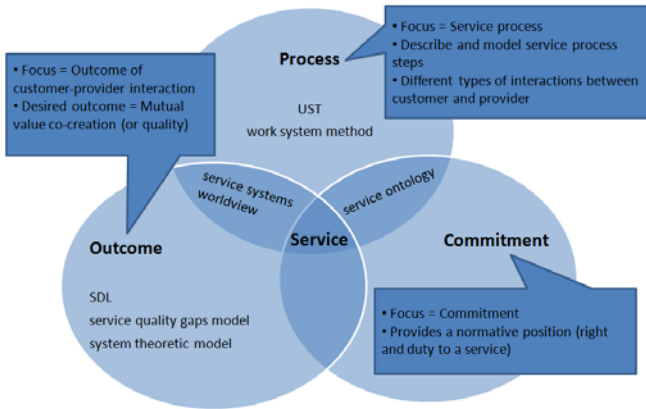 • Focus = Outcome of
customer-provider interaction
• Desired outcome = Mutual
value co-creation (or quality)
Process
• Focus = Service process
• Describe and model service process
steps
• Different types of interactions between
customer and provider
UST
work system method
service systems
worldview
service ontology
Service
Outcome
Commitment
SDL
service quality gaps model
system theoretic model
• Focus = Commitment
• Provides a normative position (right
and duty to a service)